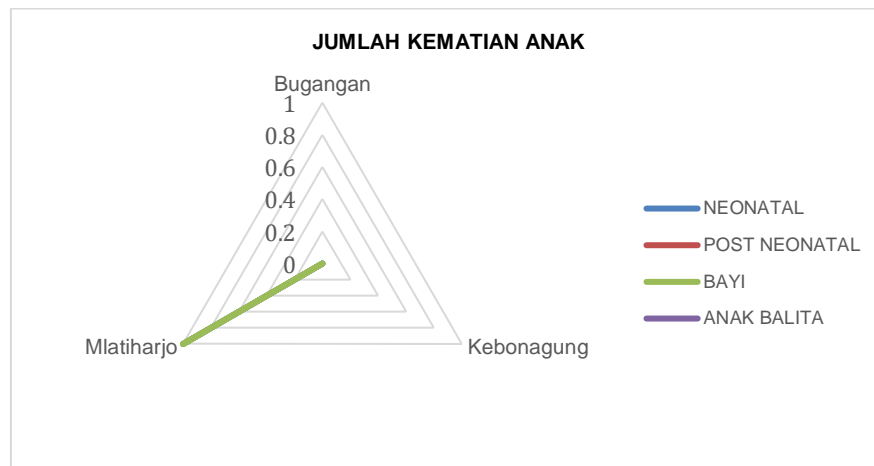 JUMLAH KEMATIAN ANAK
Bugangan
1
0.8
0.6
0.4
0.2
0
Mlatiharjo
Kebonagung
NEONATAL
POST NEONATAL
BAYI
ANAK BALITA